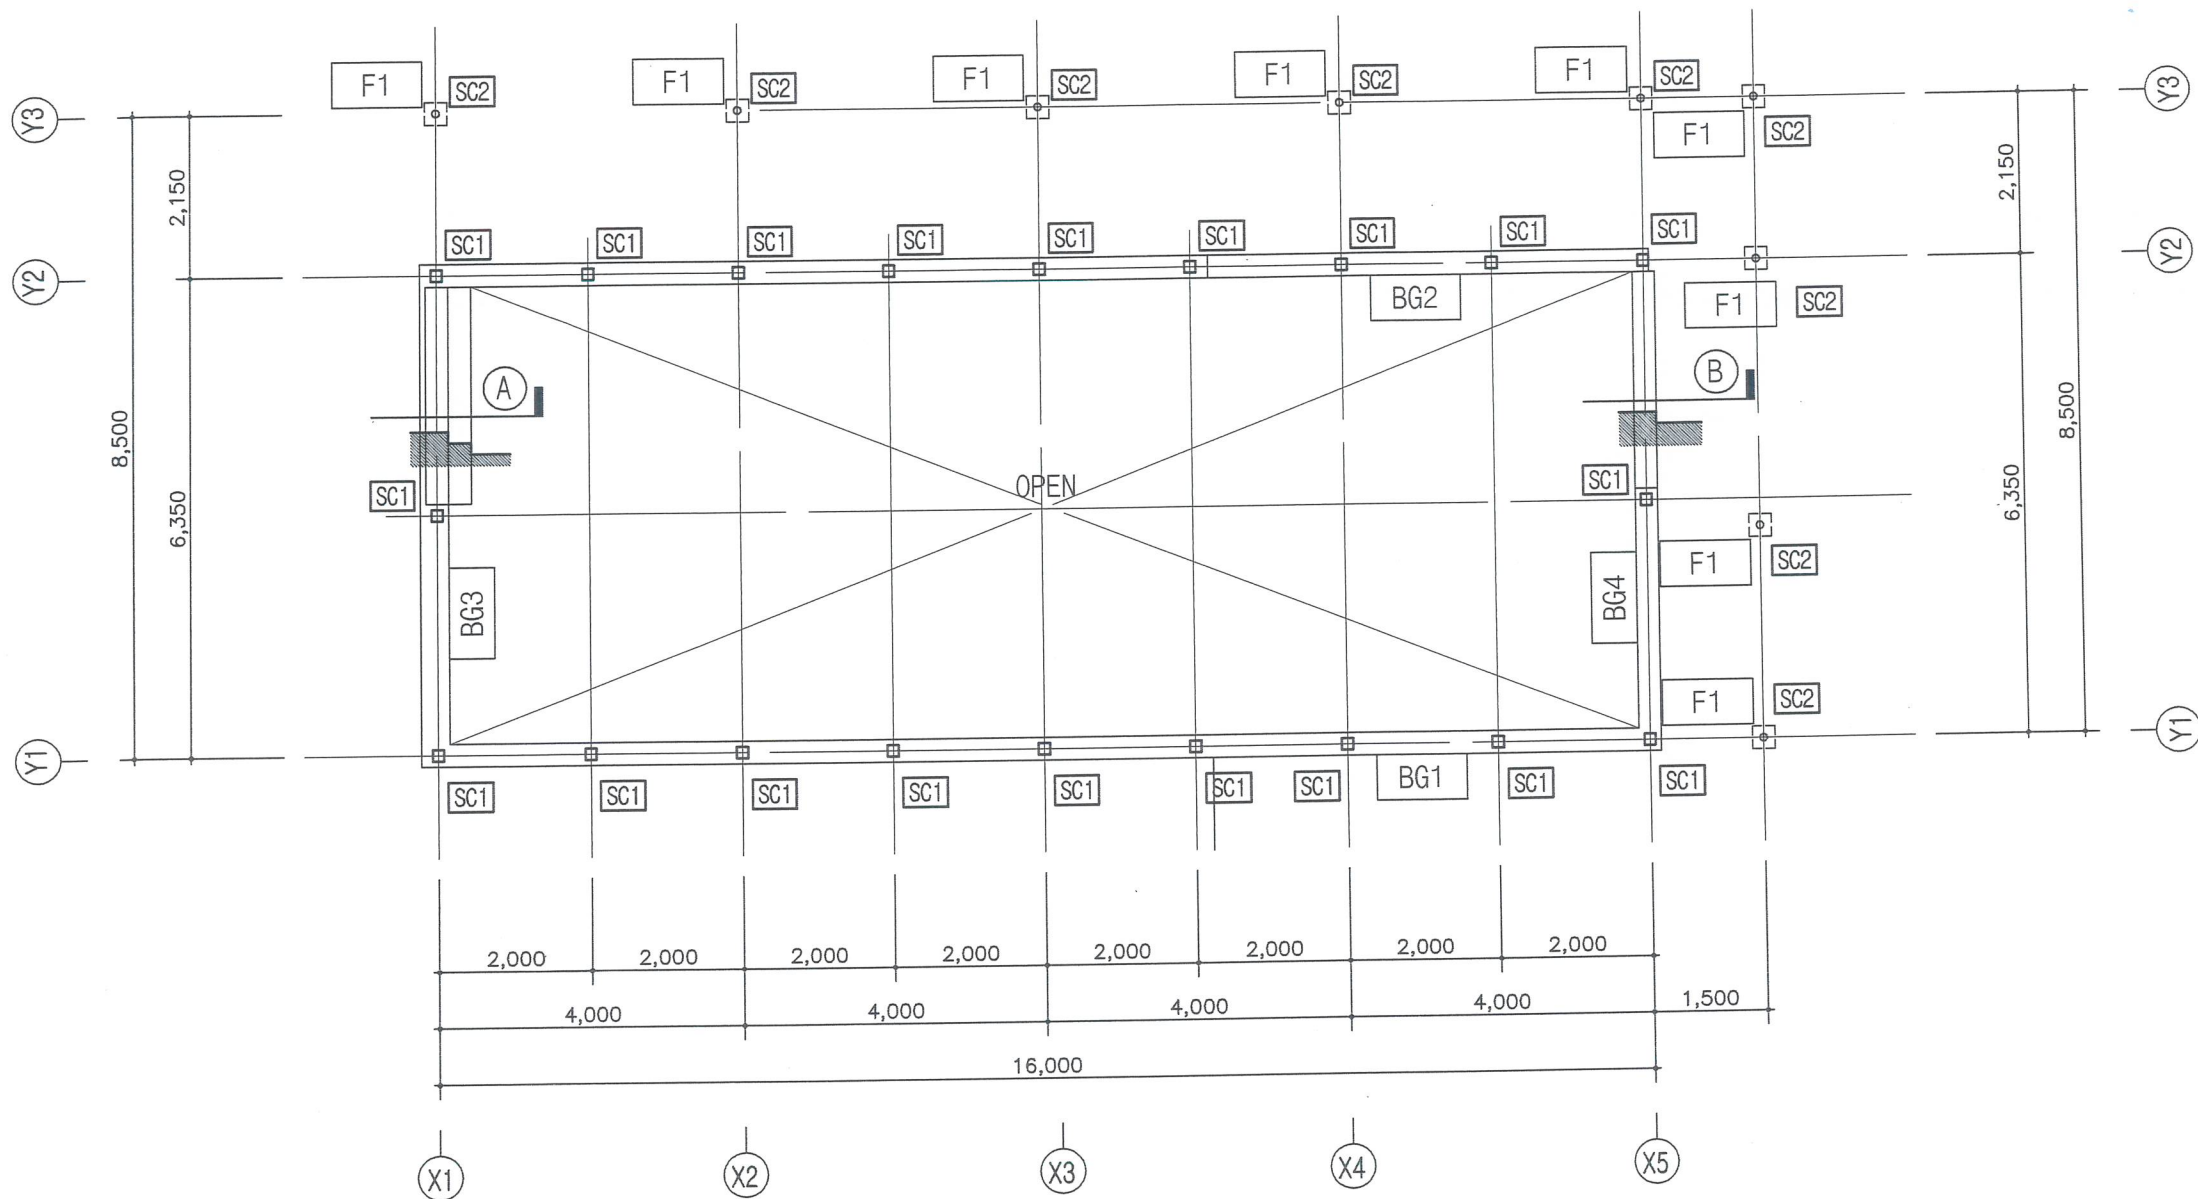 F1
SC2
F1
SC2
F1
SC2
F1
SC2
F1
SC2
Y3
Y3
F1
SC2
2,150
2,150
SC1
SC1
SC1
SC1
SC1
SC1
SC1
SC1
SC1
Y2
Y2
BG2
F1
SC2
A
B
8,500
8,500
OPEN
SC1
SC1
6,350
6,350
F1
SC2
BG3
BG4
F1
SC2
Y1
Y1
SC1
SC1
SC1
SC1
SC1
SC1
SC1
BG1
SC1
SC1
2,000
2,000
2,000
2,000
2,000
2,000
2,000
2,000
4,000
4,000
4,000
4,000
1,500
16,000
X1
X2
X3
X4
X5